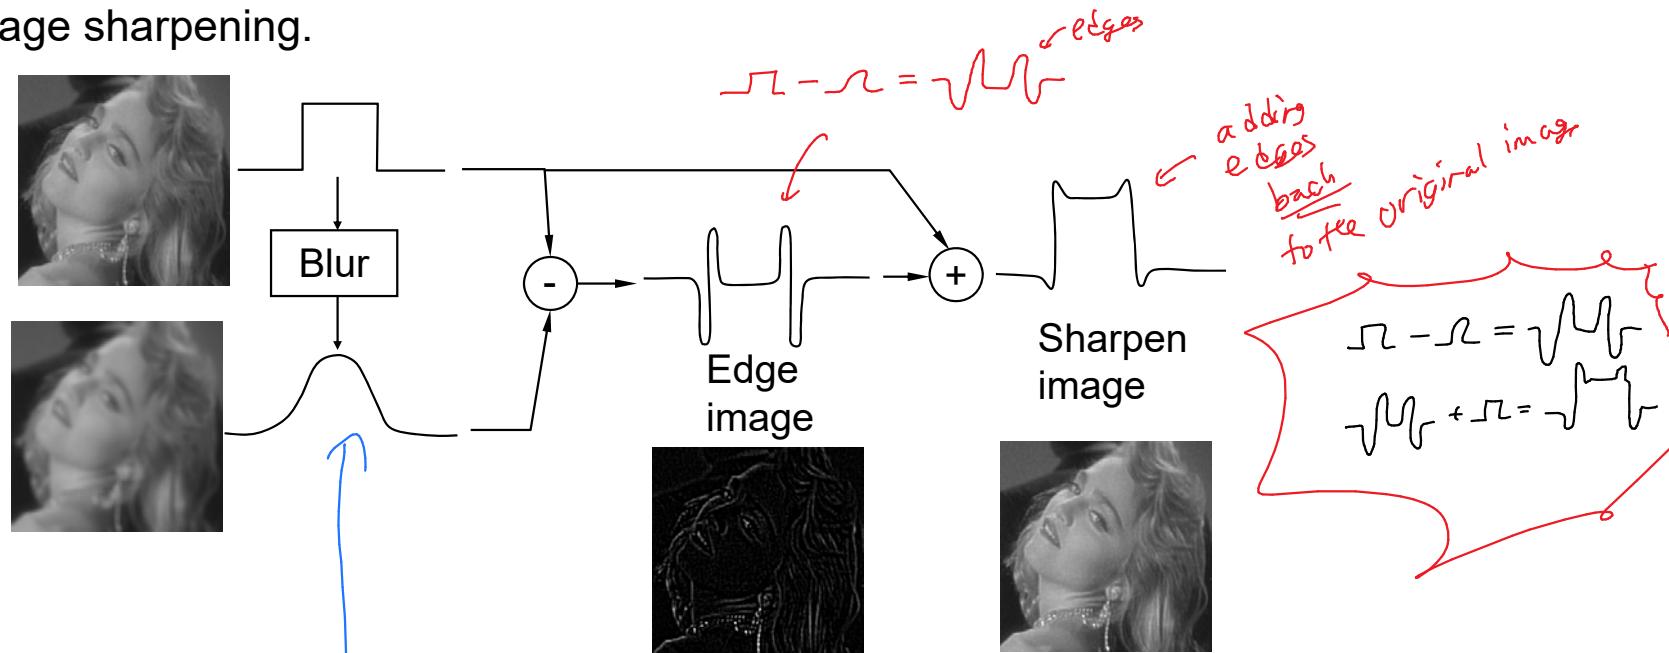 age sharpening.
edges
- =
adding
edges
back
to the original image
Blur
-
+
Edge
image
Sharpen
image
- =
+ =